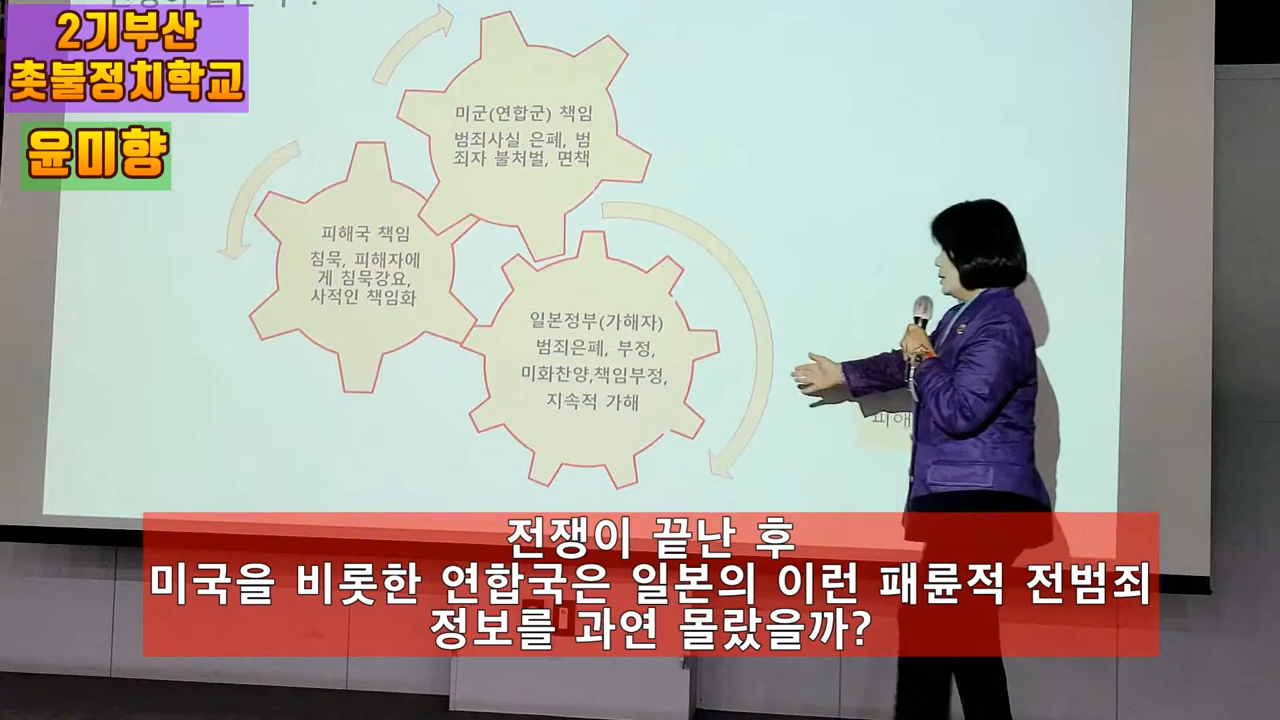 2기부산
촛불정치학교
윤미향
미군(연합군) 책임
범죄사실 은폐, 범
죄자 불처벌, 면책
피해국 책임
침묵, 피해자에
게 침묵강요,
사적인 책임화
일본정부(가해자)
범죄은폐, 부정,
미화찬양,책임부정,
지속적 가해
피해
전쟁이 끝난 후
미국을 비롯한 연합국은 일본의 이런 패륜적 전범죄
정보를 과연 몰랐을까?